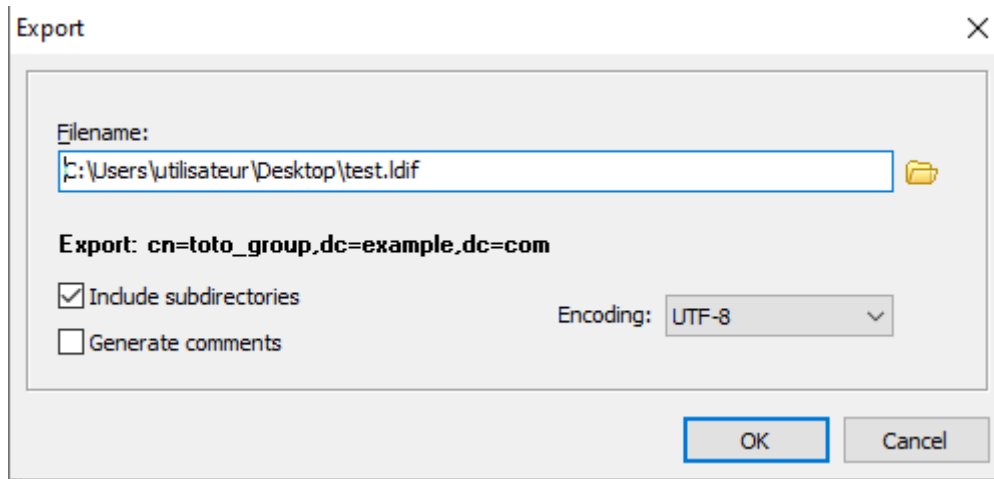 Export
Filename:
C:\Users\utilisateur\Desktop\test.ldif
Export: cn=toto_group,dc=example,dc=com
Include subdirectories
Encoding: UTF-8
Generate comments
OK Cancel